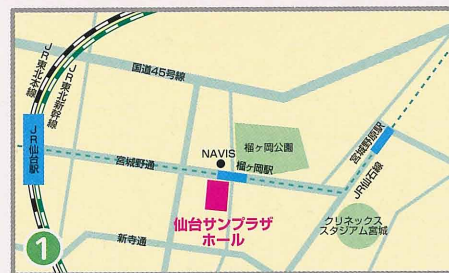 JR東北本線
JR東北新幹線
国道45号線
JR仙台駅
宮城野通
NAVIS
榴ヶ岡公園
榴ヶ岡駅
宮城野原駅
JR仙石線
仙台サンプラザ
ホール
クリネックス
スタジアム宮城
新寺通
1